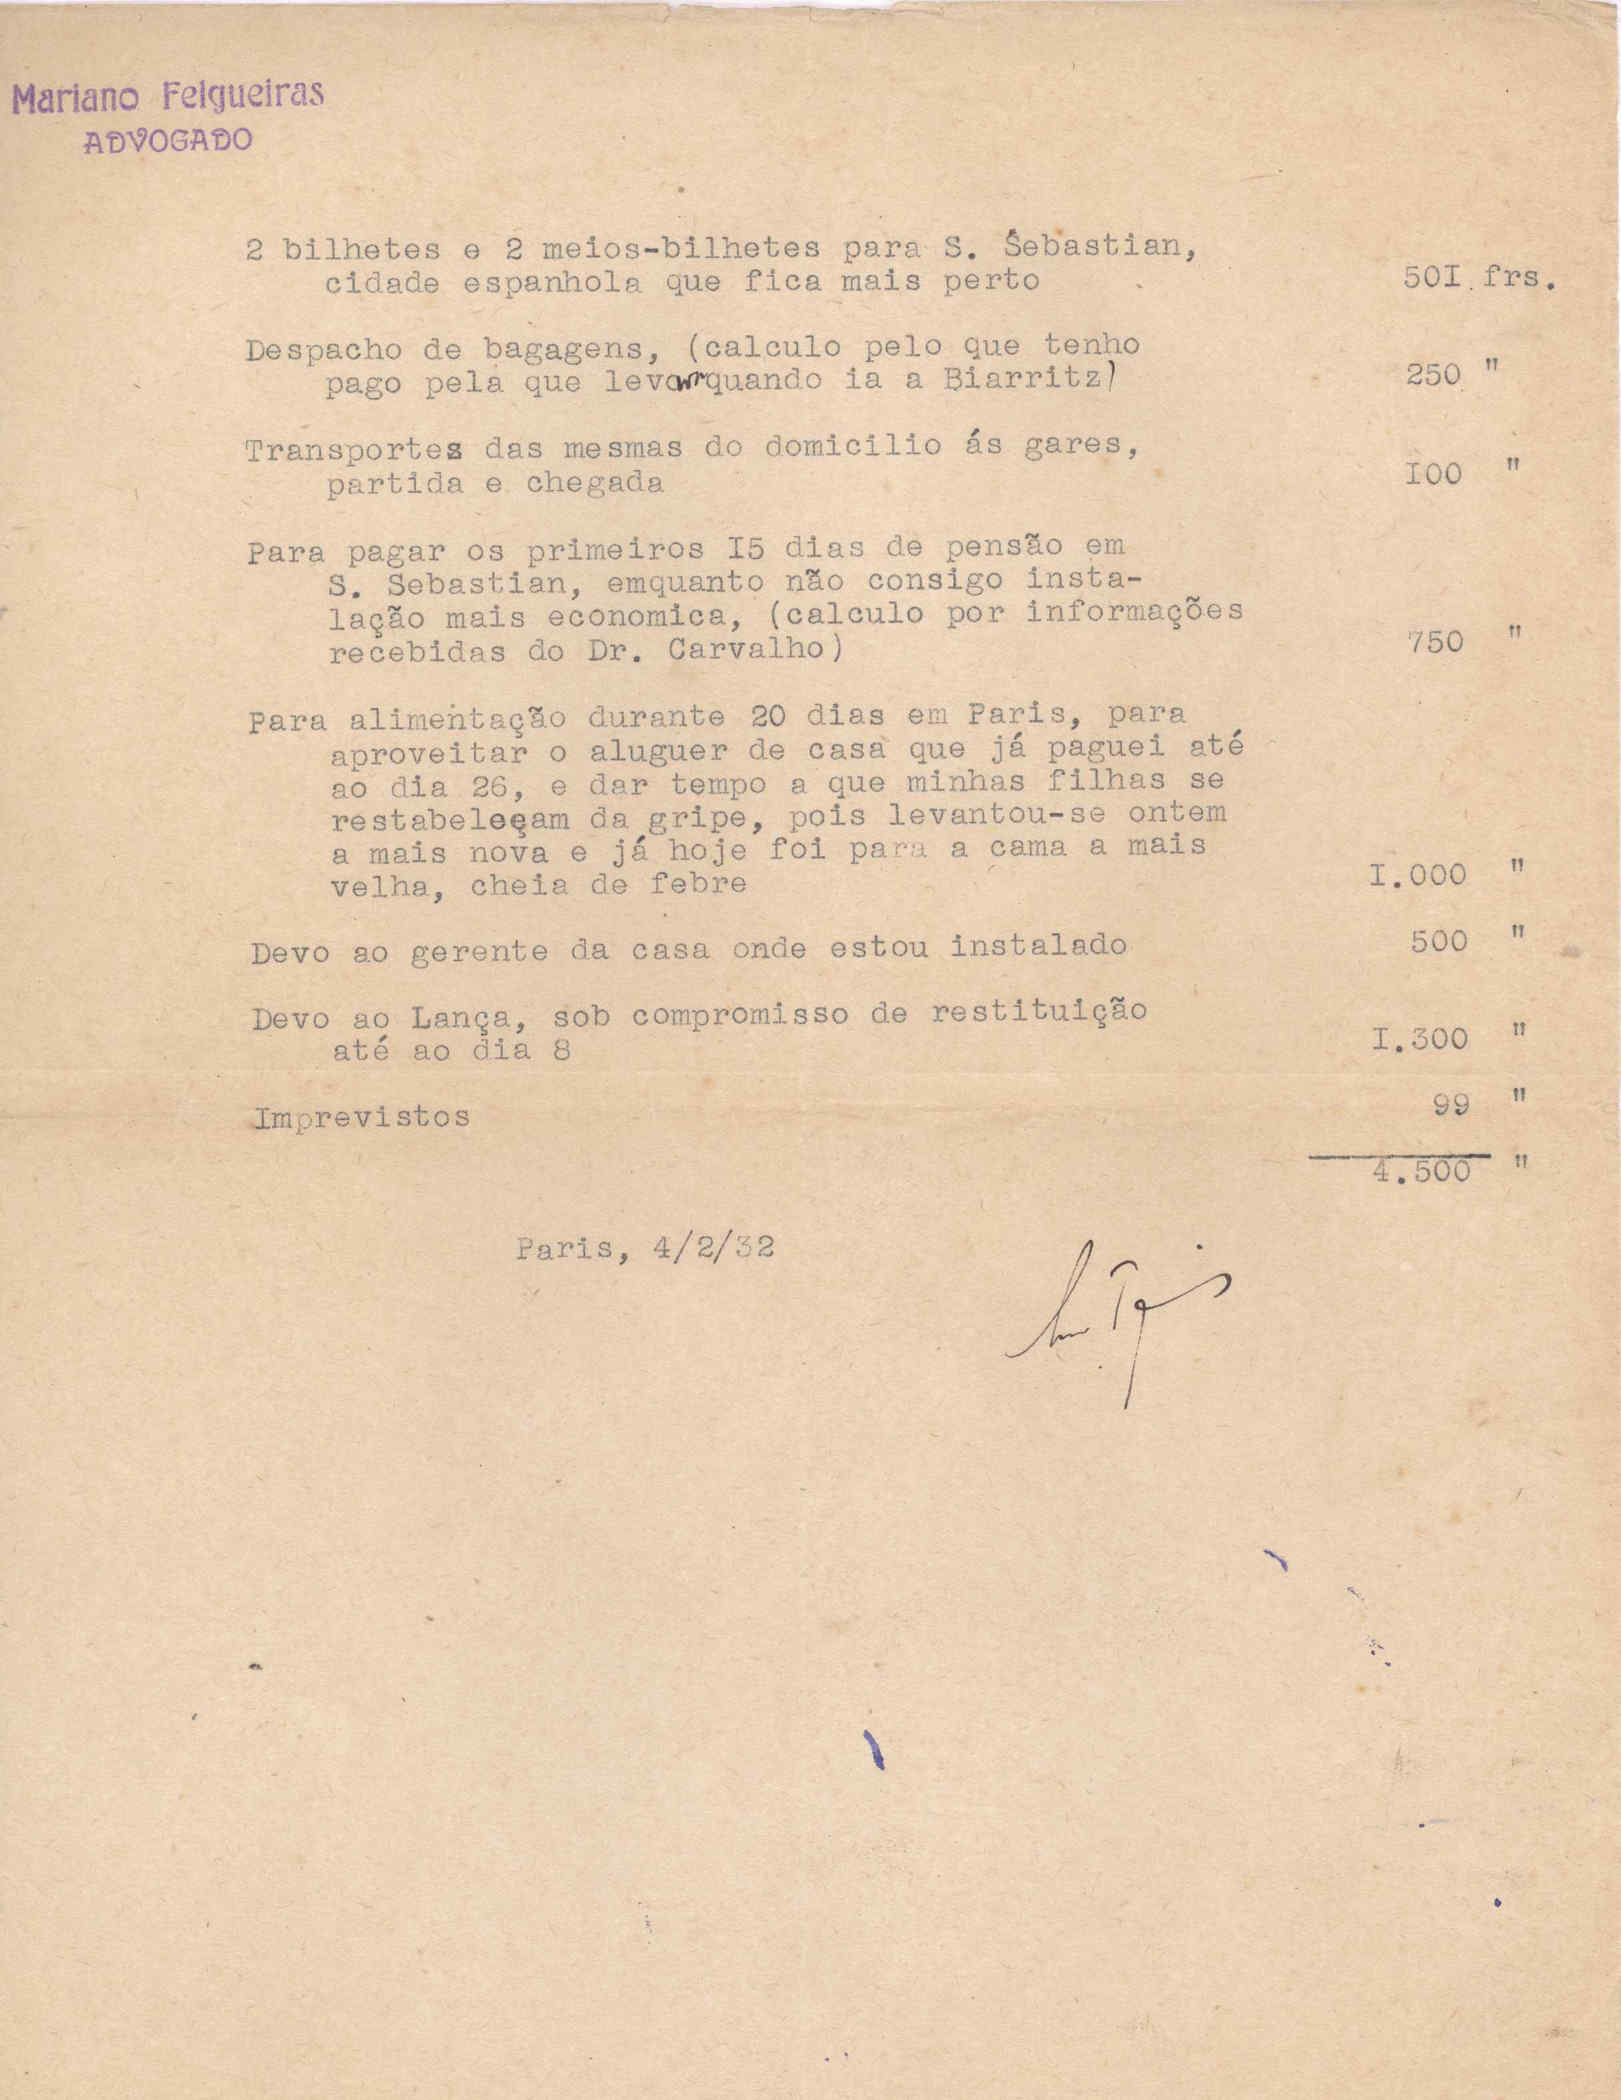 Mariano Felgueiras
ADVOGADO
2 bilhetes e 2 meios-bilhetes para S. Sebastian,
cidade espanhola que fica mais perto 50I frs.
Despacho de bagagens, (calculo pelo que tenho
pago pela que levar quando ia a Biarritz) 250 "
Transportes das mesmas do domicilio ás gares,
partida e chegada I00 "
Para pagar os primeiros I5 dias de pensão em
S. Sebastian, emquanto não consigo insta-
lação mais economica, (calculo por informações
recebidas do Dr. Carvalho) 750 "
Para alimentação durante 20 dias em Paris, para
aproveitar o aluguer de casa que já paguei até
ao dia 26, e dar tempo a que minhas filhas se
restabeleçam da gripe, pois levantou-se ontem
a mais nova e já hoje foi para a cama a mais
velha, cheia de febre I.000 "
Devo ao gerente da casa onde estou instalado 500 "
Devo ao Lança, sob compromisso de restituição
até ao dia 8 I.300 "
Imprevistos 99 "
4.500 "
Paris, 4/2/32